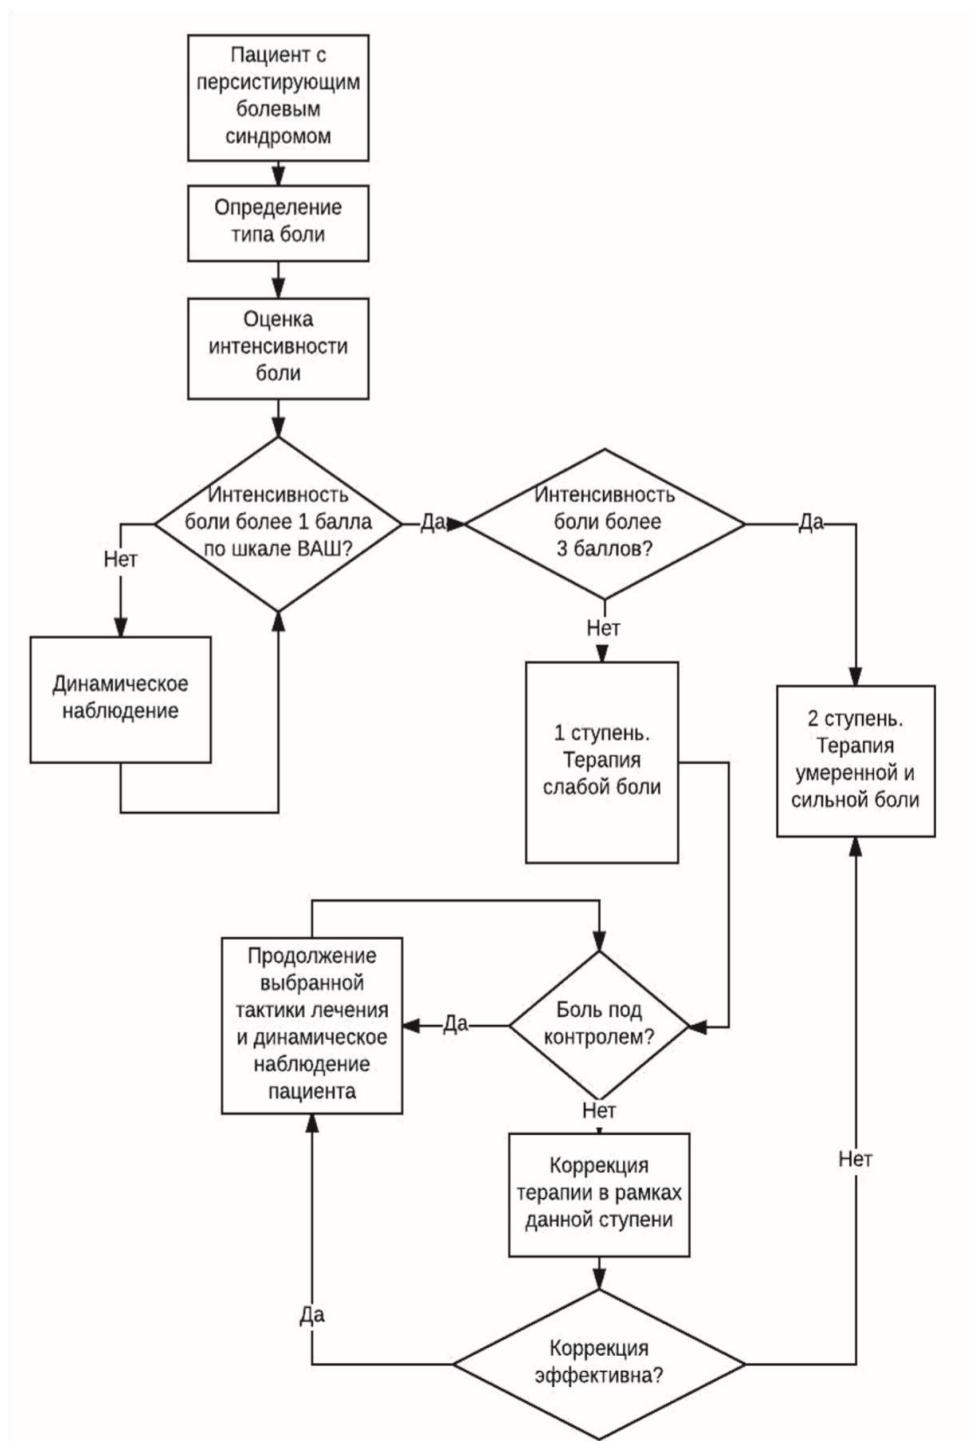 Пациент с
персистирующим
болевым
синдромом
Определение
типа боли
Оценка
интенсивности
боли
Интенсивность
боли более 1 балла
по шкале ВАШ?
Да
Интенсивность
боли более
3 баллов?
Да
Нет
Нет
Динамическое
наблюдение
1 ступень.
Терапия
слабой боли
2 ступень.
Терапия
умеренной и
сильной боли
Продолжение
выбранной
тактики лечения
и динамическое
наблюдение
пациента
Да
Боль под
контролем?
Нет
Коррекция
терапии в рамках
данной ступени
Нет
Да
Коррекция
эффективна?